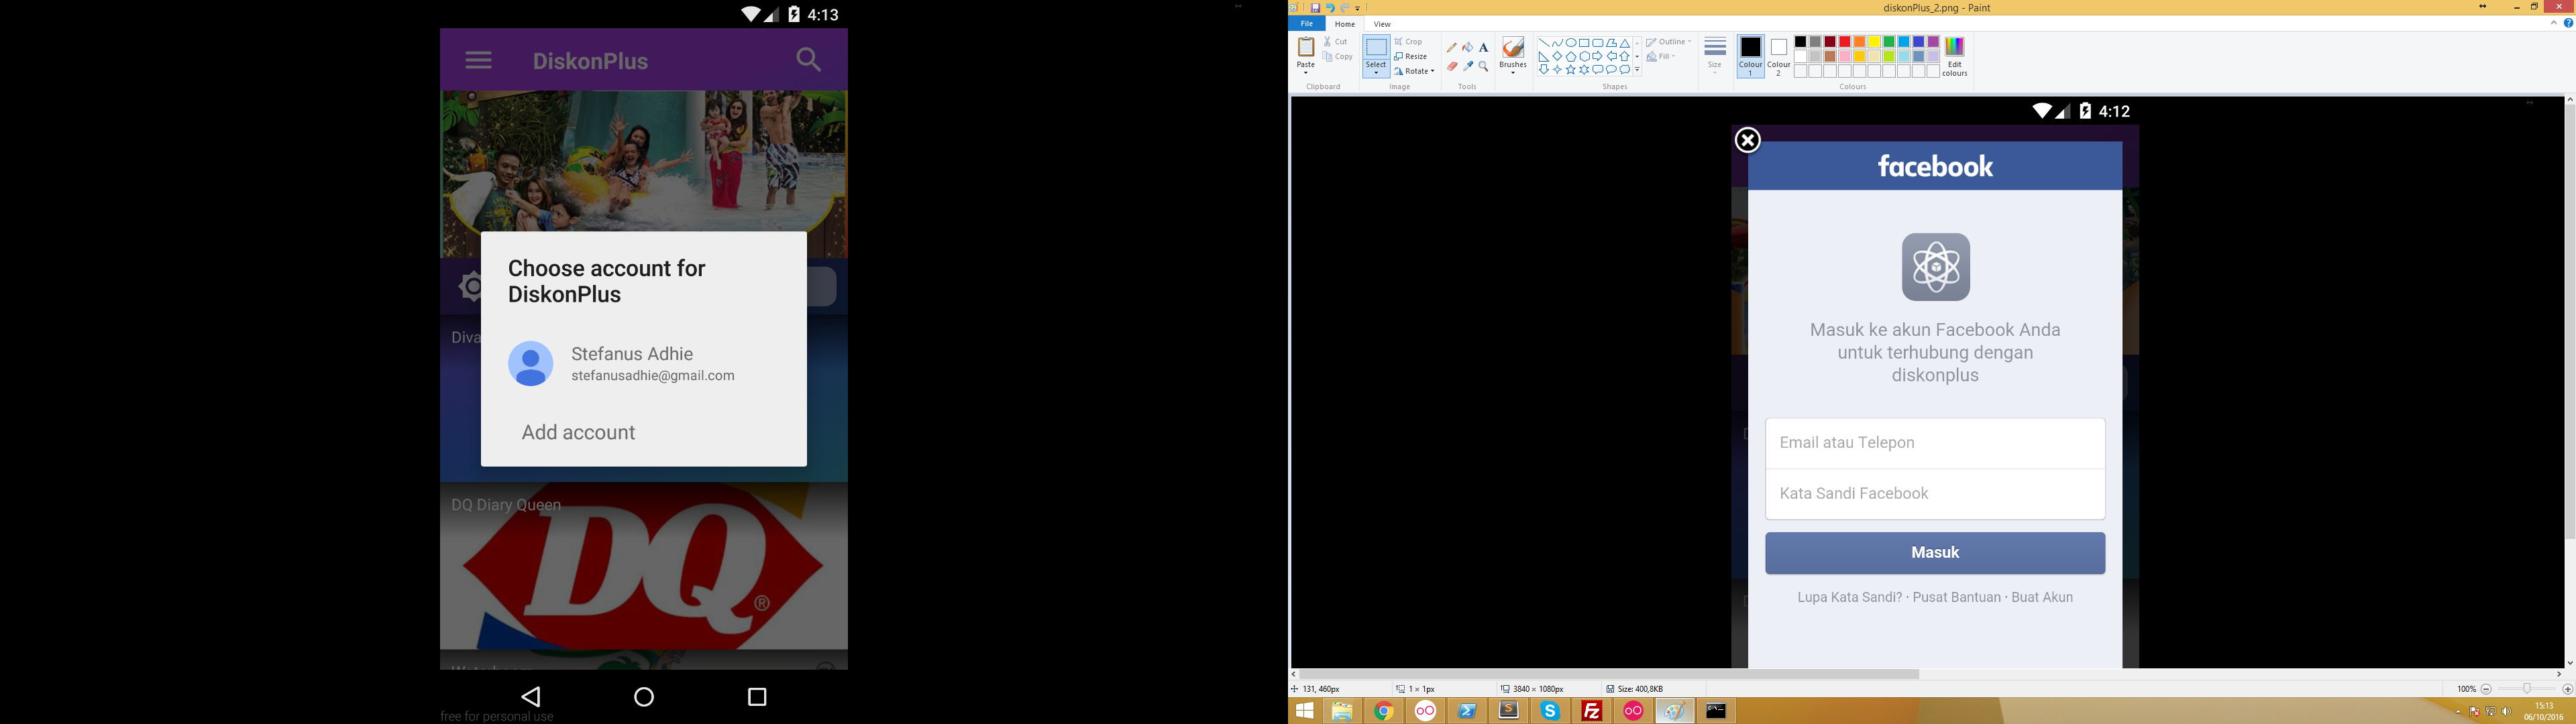 4:13
DiskonPlus
Choose account for
DiskonPlus
Diva
Stefanus Adhie
stefanusadhie@gmail.com
Add account
DQ Diary Queen
DQ
®
Waterboom
free for personal use
diskonPlus_2.png - Paint
File Home View
Paste
Cut
Copy
Clipboard
Select
Crop
Resize
Rotate
Image
Tools
A
Brushes
Shapes
Outline
Fill
Size
Colour
1
Colour
2
Edit
colours
Colours
4:12
facebook
Masuk ke akun Facebook Anda
untuk terhubung dengan
diskonplus
Email atau Telepon
Kata Sandi Facebook
Masuk
Lupa Kata Sandi? · Pusat Bantuan · Buat Akun
131, 460px
1 × 1px
3840 × 1080px
Size: 400,8KB
100%
15:13
06/10/2016